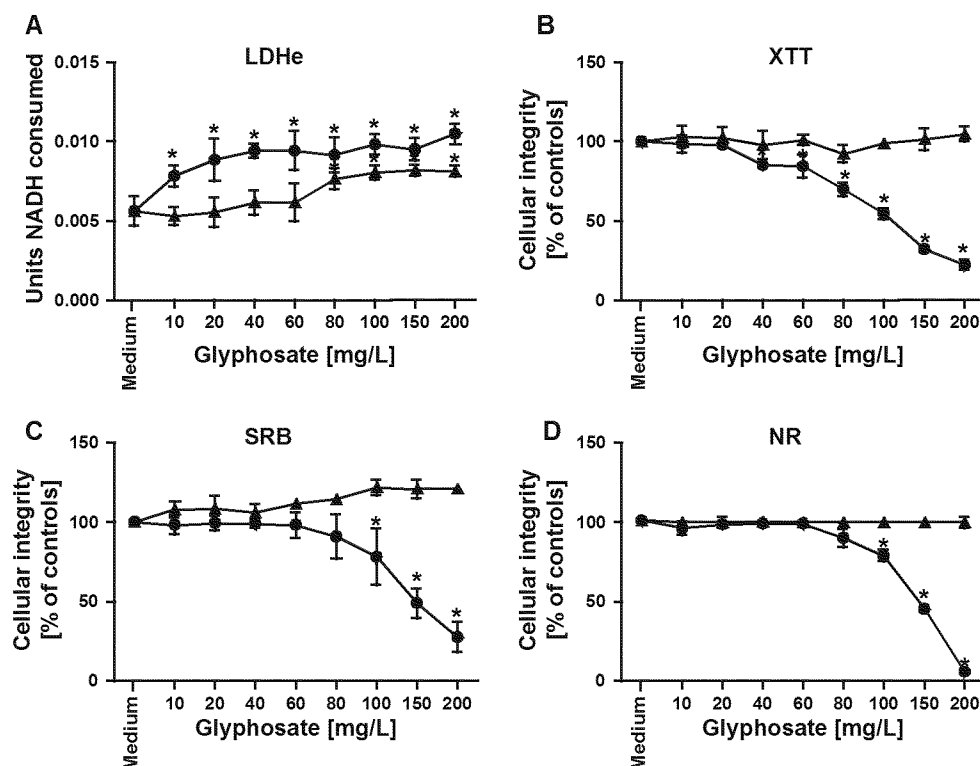 A
LDHe
Units NADH consumed
0.015
0.010
0.005
0.000
* * * * * * * *
* * * *
Medium 10 20 40 60 80 100 150 200
Glyphosate [mg/L]
B
XTT
Cellular integrity
[% of controls]
150
100
50
0
* * * * * *
Medium 10 20 40 60 80 100 150 200
Glyphosate [mg/L]
C
SRB
Cellular integrity
[% of controls]
150
100
50
0
* * *
Medium 10 20 40 60 80 100 150 200
Glyphosate [mg/L]
D
NR
Cellular integrity
[% of controls]
150
100
50
0
* * *
Medium 10 20 40 60 80 100 150 200
Glyphosate [mg/L]